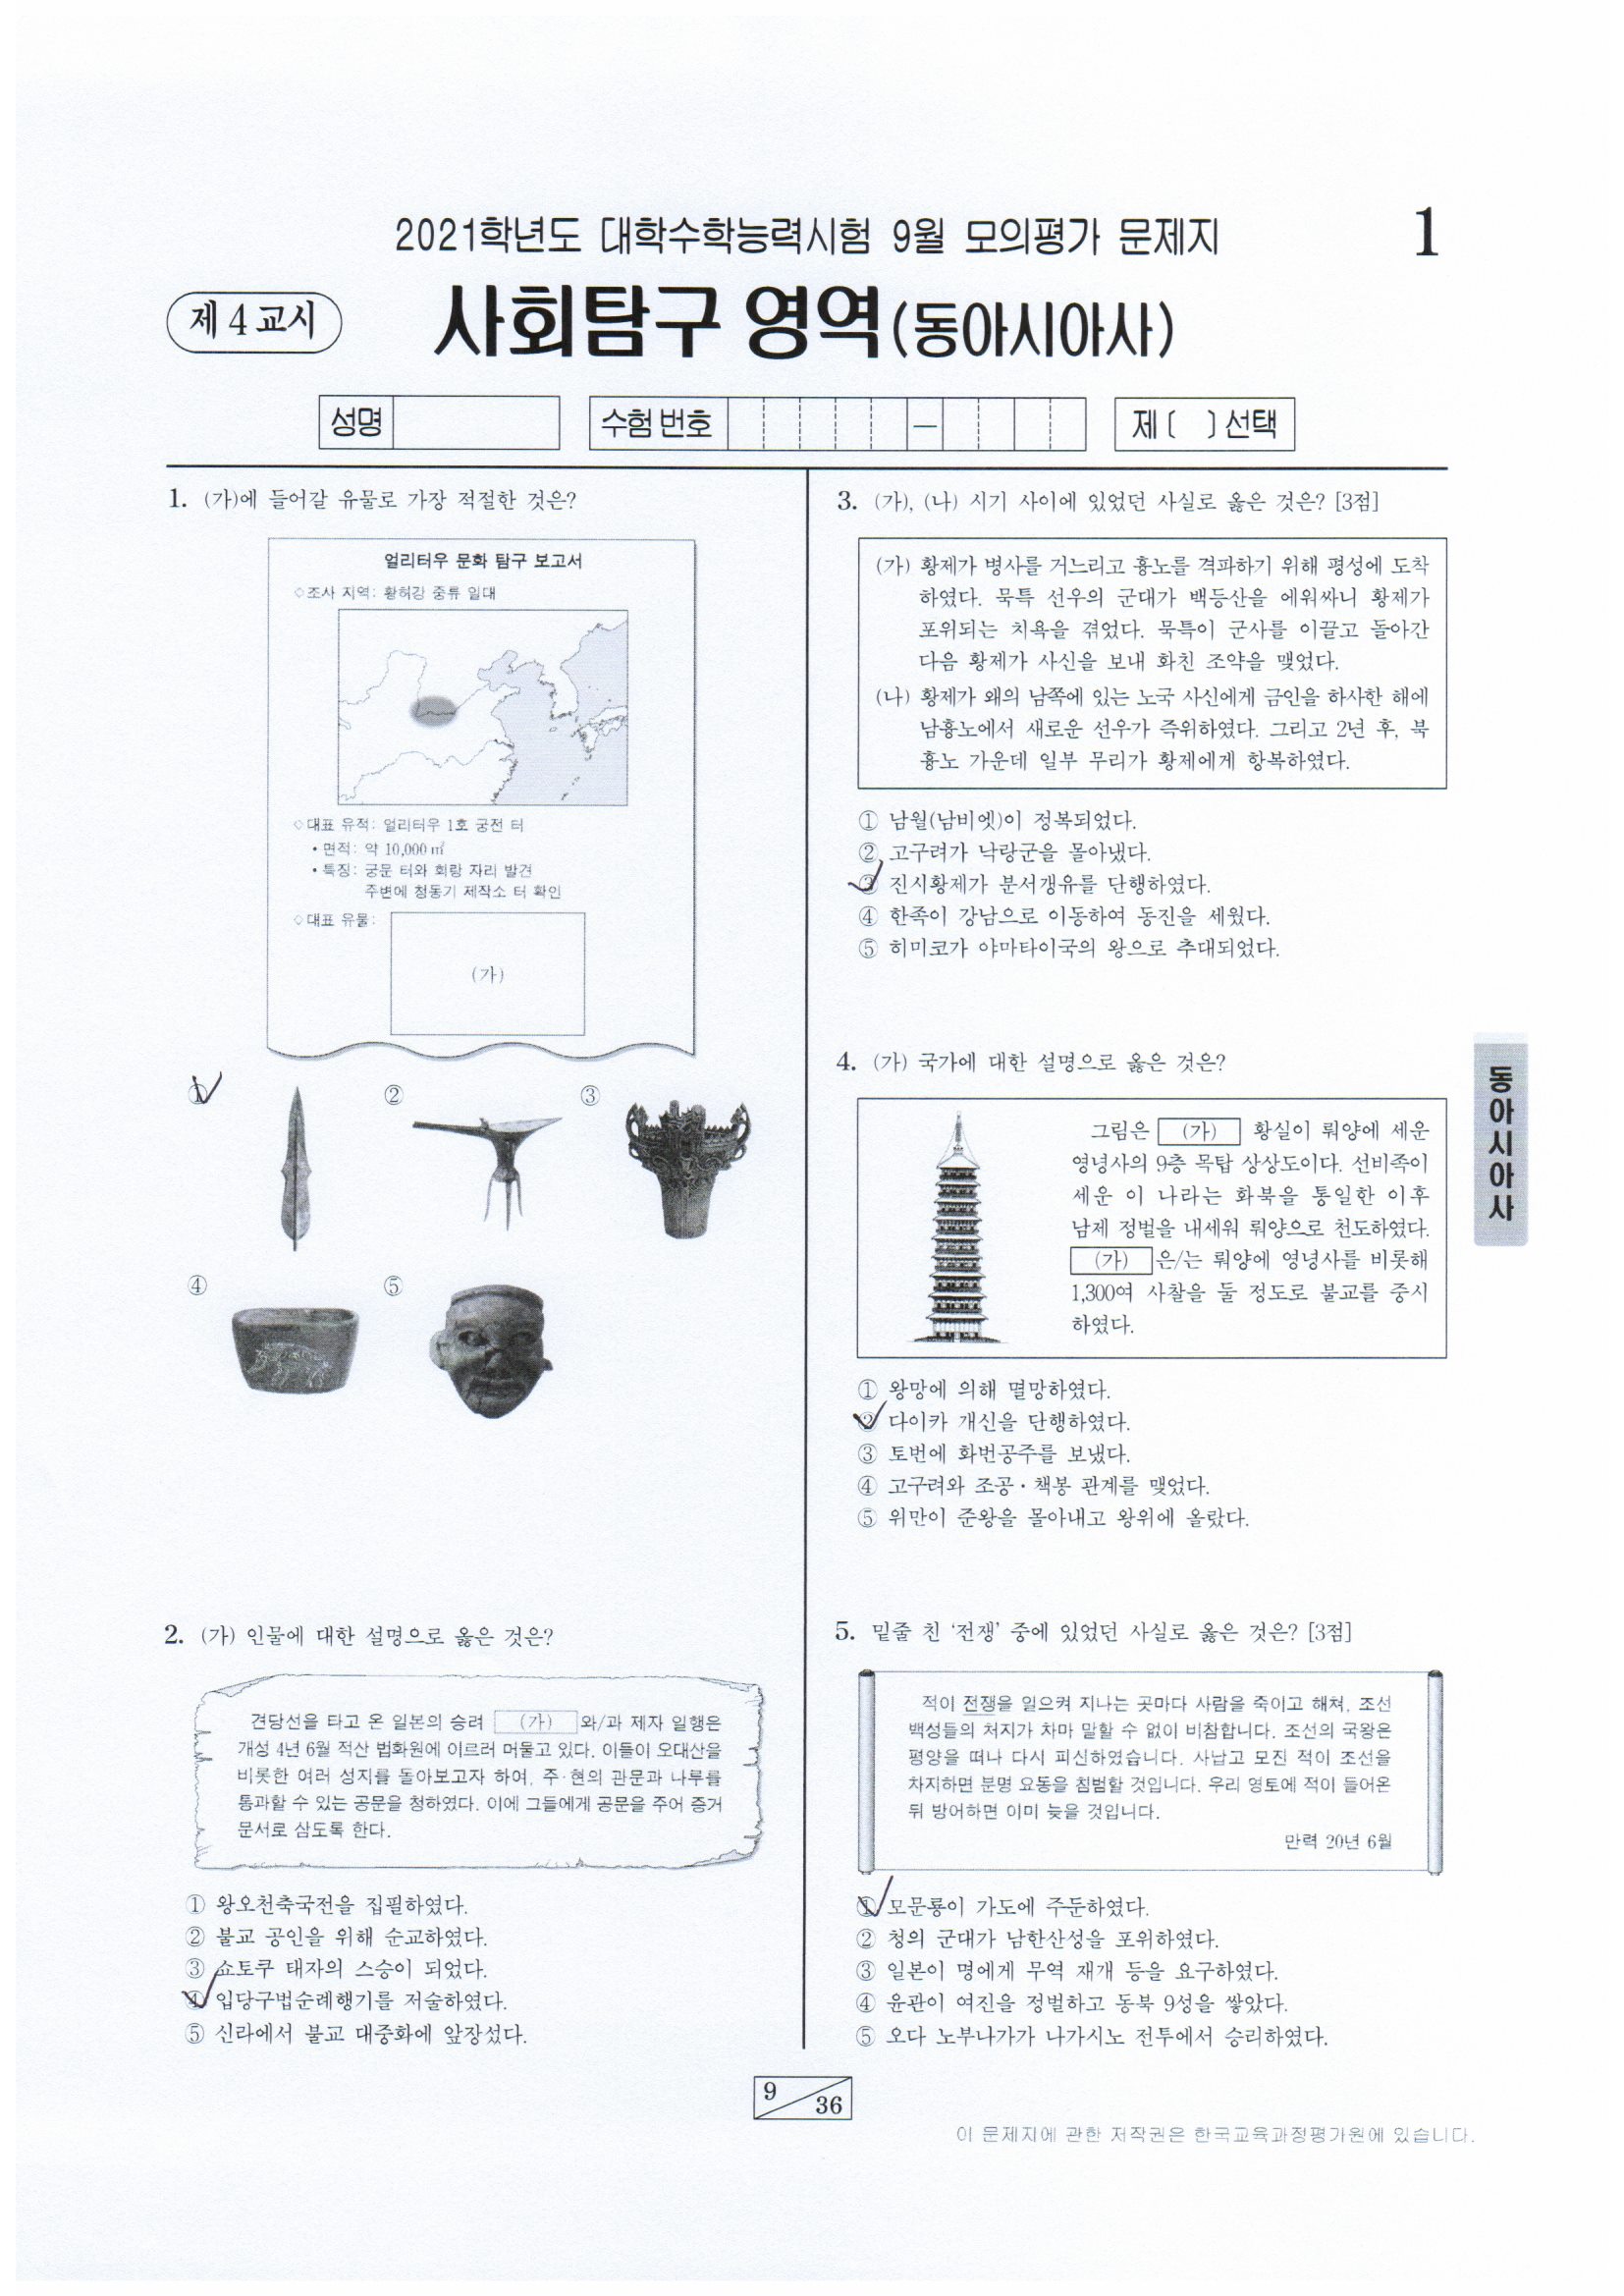 2021학년도 대학수학능력시험 9월 모의평가 문제지
1
제 4 교시
사회탐구 영역(동아시아사)
성명
수험 번호
—
제 [ ] 선택
1. (가)에 들어갈 유물로 가장 적절한 것은?
얼리터우 문화 탐구 보고서
◇조사 지역: 황허강 중류 일대
◇대표 유적: 얼리터우 1호 궁전 터
• 면적: 약 10,000 ㎡
• 특징: 궁문 터와 회랑 자리 발견
주변에 청동기 제작소 터 확인
◇대표 유물:
(가)
①
②
③
④
⑤
2. (가) 인물에 대한 설명으로 옳은 것은?
견당선을 타고 온 일본의 승려 (가) 와/과 제자 일행은
개성 4년 6월 적산 법화원에 이르러 머물고 있다. 이들이 오대산을
비롯한 여러 성지를 돌아보고자 하여, 주·현의 관문과 나루를
통과할 수 있는 공문을 청하였다. 이에 그들에게 공문을 주어 증거
문서로 삼도록 한다.
① 왕오천축국전을 집필하였다.
② 불교 공인을 위해 순교하였다.
③ 쇼토쿠 태자의 스승이 되었다.
④ 입당구법순례행기를 저술하였다.
⑤ 신라에서 불교 대중화에 앞장섰다.
3. (가), (나) 시기 사이에 있었던 사실로 옳은 것은? [3점]
(가) 황제가 병사를 거느리고 흉노를 격파하기 위해 평성에 도착
하였다. 묵특 선우의 군대가 백등산을 에워싸니 황제가
포위되는 치욕을 겪었다. 묵특이 군사를 이끌고 돌아간
다음 황제가 사신을 보내 화친 조약을 맺었다.
(나) 황제가 왜의 남쪽에 있는 노국 사신에게 금인을 하사한 해에
남흉노에서 새로운 선우가 즉위하였다. 그리고 2년 후, 북
흉노 가운데 일부 무리가 황제에게 항복하였다.
① 남월(남비엣)이 정복되었다.
② 고구려가 낙랑군을 몰아냈다.
③ 진시황제가 분서갱유를 단행하였다.
④ 한족이 강남으로 이동하여 동진을 세웠다.
⑤ 히미코가 야마타이국의 왕으로 추대되었다.
4. (가) 국가에 대한 설명으로 옳은 것은?
그림은 (가) 황실이 뤄양에 세운
영녕사의 9층 목탑 상상도이다. 선비족이
세운 이 나라는 화북을 통일한 이후
남제 정벌을 내세워 뤄양으로 천도하였다.
(가) 은/는 뤄양에 영녕사를 비롯해
1,300여 사찰을 둘 정도로 불교를 중시
하였다.
① 왕망에 의해 멸망하였다.
② 다이카 개신을 단행하였다.
③ 토번에 화번공주를 보냈다.
④ 고구려와 조공·책봉 관계를 맺었다.
⑤ 위만이 준왕을 몰아내고 왕위에 올랐다.
5. 밑줄 친 ‘전쟁’ 중에 있었던 사실로 옳은 것은? [3점]
적이 전쟁을 일으켜 지나는 곳마다 사람을 죽이고 해쳐, 조선
백성들의 처지가 차마 말할 수 없이 비참합니다. 조선의 국왕은
평양을 떠나 다시 피신하였습니다. 사납고 모진 적이 조선을
차지하면 분명 요동을 침범할 것입니다. 우리 영토에 적이 들어온
뒤 방어하면 이미 늦을 것입니다.
만력 20년 6월
① 모문룡이 가도에 주둔하였다.
② 청의 군대가 남한산성을 포위하였다.
③ 일본이 명에게 무역 재개 등을 요구하였다.
④ 윤관이 여진을 정벌하고 동북 9성을 쌓았다.
⑤ 오다 노부나가가 나가시노 전투에서 승리하였다.
동아시아사
9
36
이 문제지에 관한 저작권은 한국교육과정평가원에 있습니다.